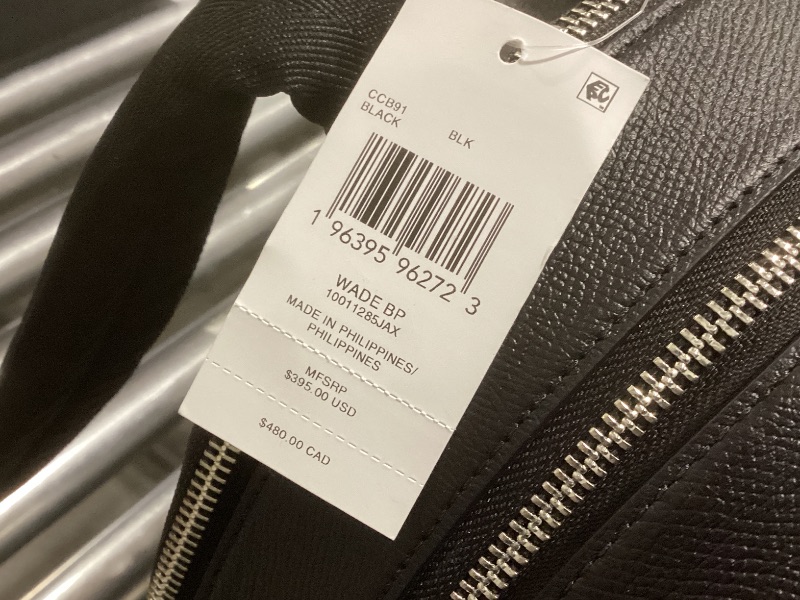 CCB91
BLACK BLK
1 96395 96272 3
WADE BP
10011285JAX
MADE IN PHILIPPINES/
PHILIPPINES
MFSRP
$395.00 USD
$480.00 CAD